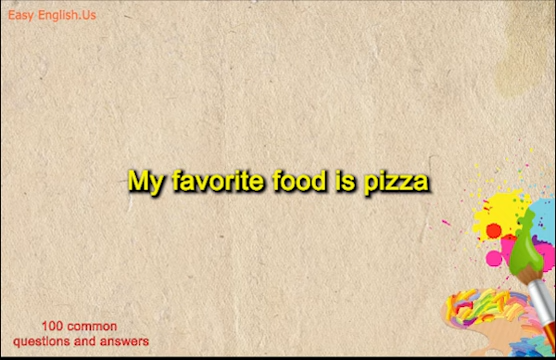 Easy English.Us
My favorite food is pizza
100 common
questions and answers